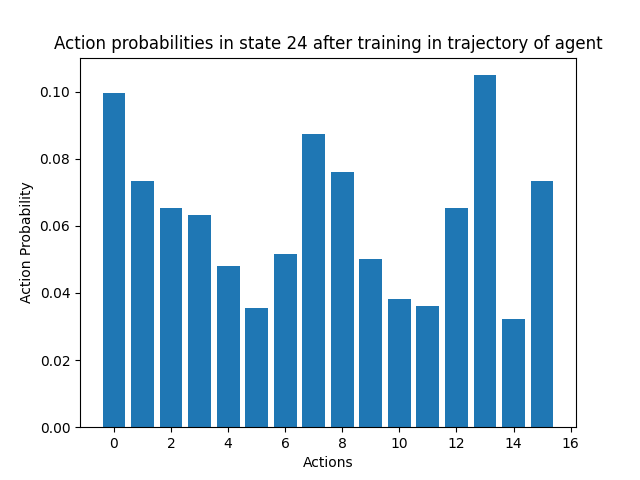 Action probabilities in state 24 after training in trajectory of agent
0.10
0.08
0.06
0.04
0.02
0.00
Action Probability
0 2 4 6 8 10 12 14 16
Actions